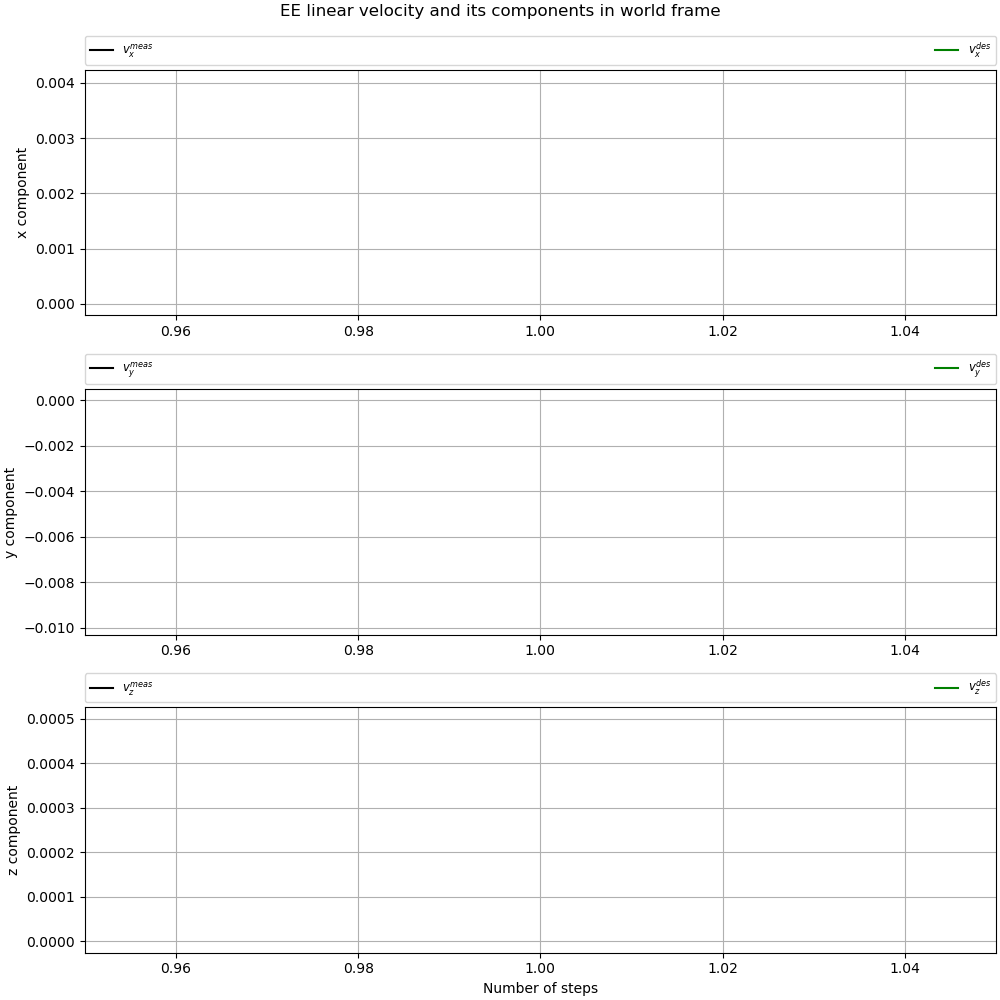 EE linear velocity and its components in world frame
v_x^{meas} v_x^{des}
0.004
0.003
x component
0.002
0.001
0.000
0.96 0.98 1.00 1.02 1.04
v_y^{meas} v_y^{des}
0.000
−0.002
−0.004
y component
−0.006
−0.008
−0.010
0.96 0.98 1.00 1.02 1.04
v_z^{meas} v_z^{des}
0.0005
0.0004
0.0003
z component
0.0002
0.0001
0.0000
0.96 0.98 1.00 1.02 1.04
Number of steps